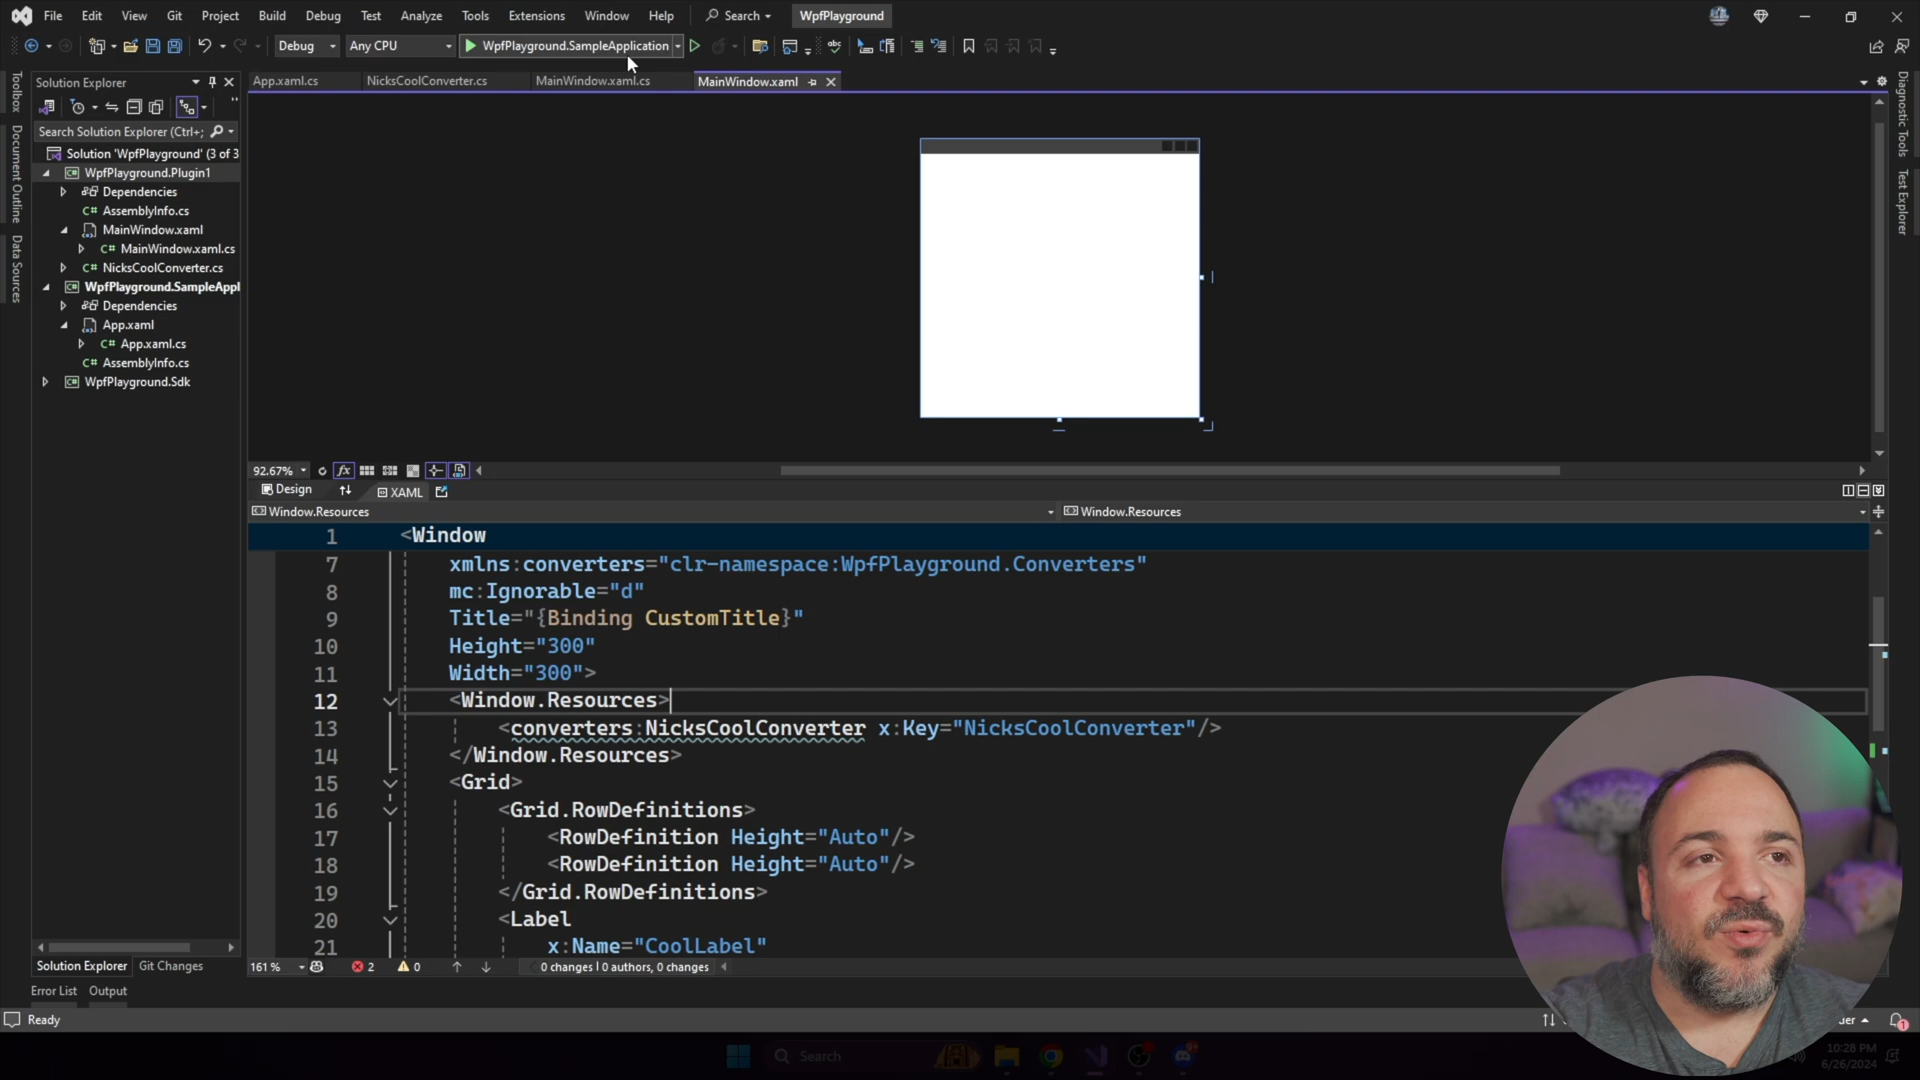 File Edit View Git Project Build Debug Test Analyze Tools Extensions Window Help Search WpfPlayground
Debug Any CPU WpfPlayground.SampleApplication
Solution Explorer
App.xaml.cs NicksCoolConverter.cs MainWindow.xaml.cs MainWindow.xaml
Toolbox
Document Outline
Data Sources
Search Solution Explorer (Ctrl+;
Solution 'WpfPlayground' (3 of 3
WpfPlayground.Plugin1
Dependencies
AssemblyInfo.cs
MainWindow.xaml
MainWindow.xaml.cs
NicksCoolConverter.cs
WpfPlayground.SampleAppl
Dependencies
App.xaml
App.xaml.cs
AssemblyInfo.cs
WpfPlayground.Sdk
Diagnostic Tools
Test Explorer
92.67%
Design XAML
Window.Resources Window.Resources
1 <Window
7 xmlns:converters="clr-namespace:WpfPlayground.Converters"
8 mc:Ignorable="d"
9 Title="{Binding CustomTitle}"
10 Height="300"
11 Width="300">
12 <Window.Resources>
13 <converters:NicksCoolConverter x:Key="NicksCoolConverter"/>
14 </Window.Resources>
15 <Grid>
16 <Grid.RowDefinitions>
17 <RowDefinition Height="Auto"/>
18 <RowDefinition Height="Auto"/>
19 </Grid.RowDefinitions>
20 <Label
21 x:Name="CoolLabel"
161 % 2 0 0 changes | 0 authors, 0 changes
Solution Explorer Git Changes
Error List Output
Ready
Search
10:28 PM
6/26/2024